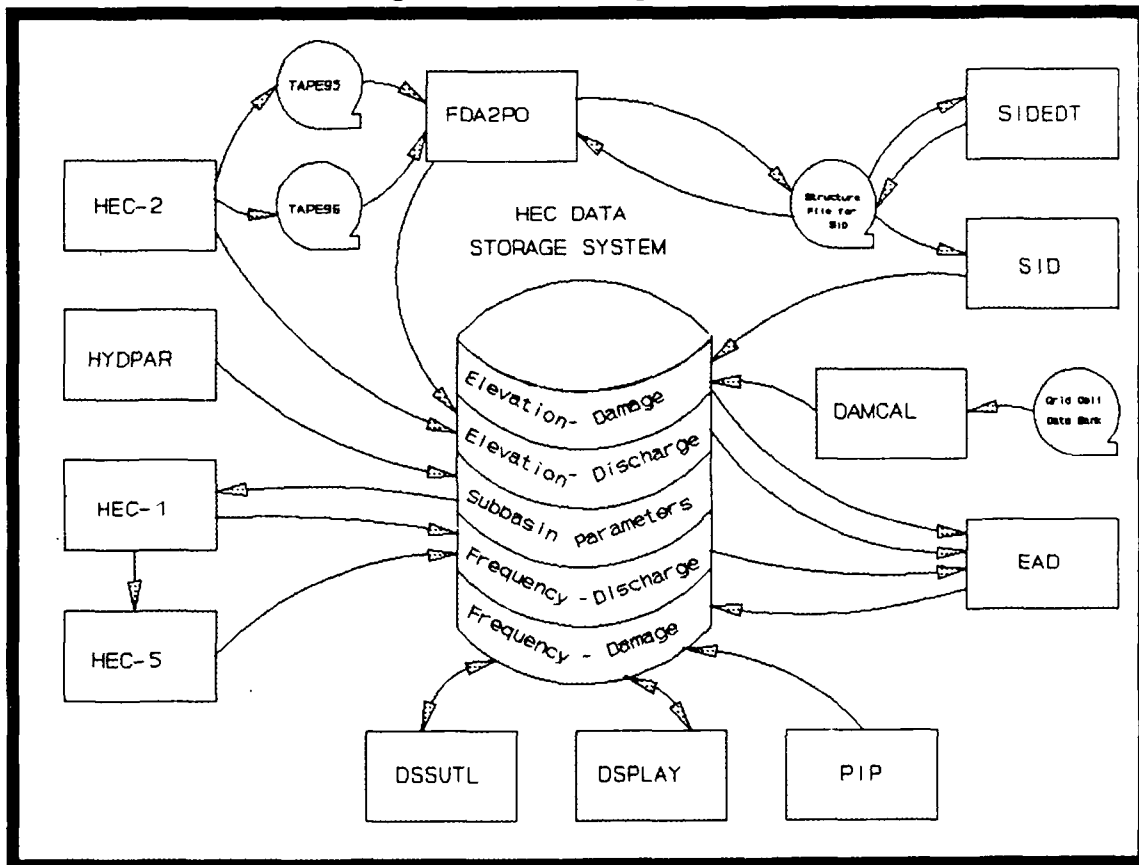 TAPE95
FDA2PO
SIDEDT
HEC-2
TAPE96
Structure
File for
SID
HEC DATA
STORAGE SYSTEM
SID
HYDPAR
Elevation- Damage
DAMCAL
Grid Cell
Data Bank
Elevation- Discharge
HEC-1
Subbasin Parameters
EAD
Frequency -Discharge
HEC-5
Frequency - Damage
DSSUTL
DSPLAY
PIP